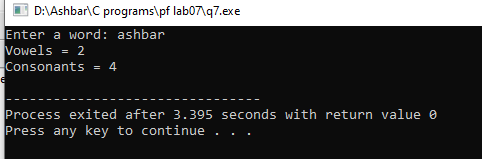 D:\Ashbar\C programs\pf lab07\q7.exe
Enter a word: ashbar
Vowels = 2
Consonants = 4
--------------------------------
Process exited after 3.395 seconds with return value 0
Press any key to continue . . .